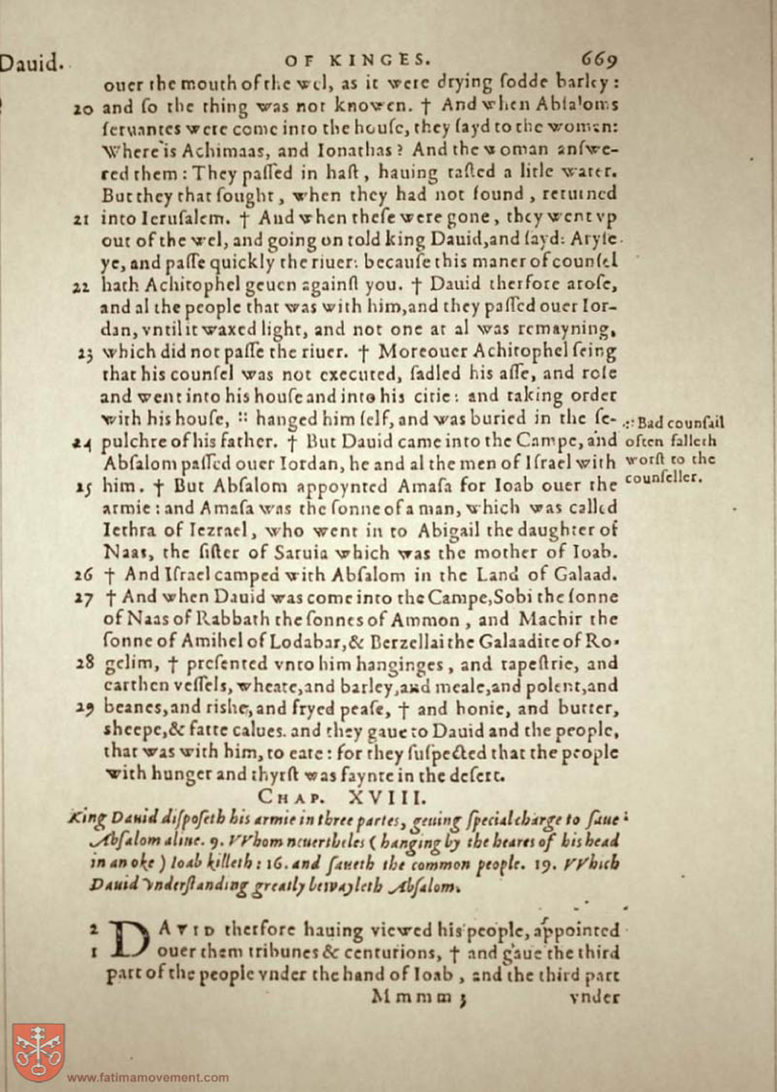 Dauid.
OF KINGES.
669
ouer the mouth of the wel, as it were drying ſodde barley :
20 and ſo the thing was not knowen. † And when Abſaloms
ſeruantes were come into the houſe, they ſayd to the woman:
Where is Achimaas, and Ionathas? And the woman anſwe-
red them : They paſſed in haſt, hauing taſted a litle water.
But they that ſought, when they had not found, returned
21 into Ieruſalem. † And when theſe were gone, they went vp
out of the wel, and going on told king Dauid, and ſayd: Aryſe
ye, and paſſe quickly the riuer: becauſe this maner of counſel
22 hath Achitophel geuen againſt you. † Dauid therfore aroſe,
and al the people that was with him, and they paſſed ouer Ior-
dan, vntil it waxed light, and not one at al was remayning,
23 which did not paſſe the riuer. † Moreouer Achitophel ſeing
that his counſel was not executed, ſadled his aſſe, and roſe
and went into his houſe and into his citie : and taking order
with his houſe, :: hanged him ſelf, and was buried in the ſe-
24 pulchre of his father. † But Dauid came into the Campe, and
Abſalom paſſed ouer Iordan, he and al the men of Iſrael with
25 him. † But Abſalom appoynted Amaſa for Ioab ouer the
armie : and Amaſa was the ſonne of a man, which was called
Iethra of Iezrael, who went in to Abigail the daughter of
Naas, the ſiſter of Saruia which was the mother of Ioab.
26 † And Iſrael camped with Abſalom in the Land of Galaad.
27 † And when Dauid was come into the Campe, Sobi the ſonne
of Naas of Rabbath the ſonnes of Ammon, and Machir the
ſonne of Amihel of Lodabar, & Berzellai the Galaadite of Ro-
28 gelim, † preſented vnto him hanginges, and tapeſtrie, and
earthen veſſels, wheate, and barley, and meale, and polent, and
29 beanes, and riſhe, and fryed peaſe, † and honie, and butter,
sheepe, & fatte calues. and they gaue to Dauid and the people,
that was with him, to eate : for they ſuſpected that the people
with hunger and thyrſt was faynte in the deſert.
:: Bad counſail
often falleth
worſt to the
counſeller.
CHAP. XVIII.
King Dauid diſpoſeth his armie in three partes, geuing ſpecial charge to ſaue
Abſalom aliue. 9. VVhom neuertheles ( hanging by the heares of his head
in an oke ) Ioab killeth : 16. and ſaueth the common people. 19. VVhich
Dauid vnderſtanding greatly bewayleth Abſalom.
2 DAVID therfore hauing viewed his people, appointed
1 ouer them tribunes & centurions, † and gaue the third
part of the people vnder the hand of Ioab, and the third part
Mmmm 3
vnder
www.fatimamovement.com